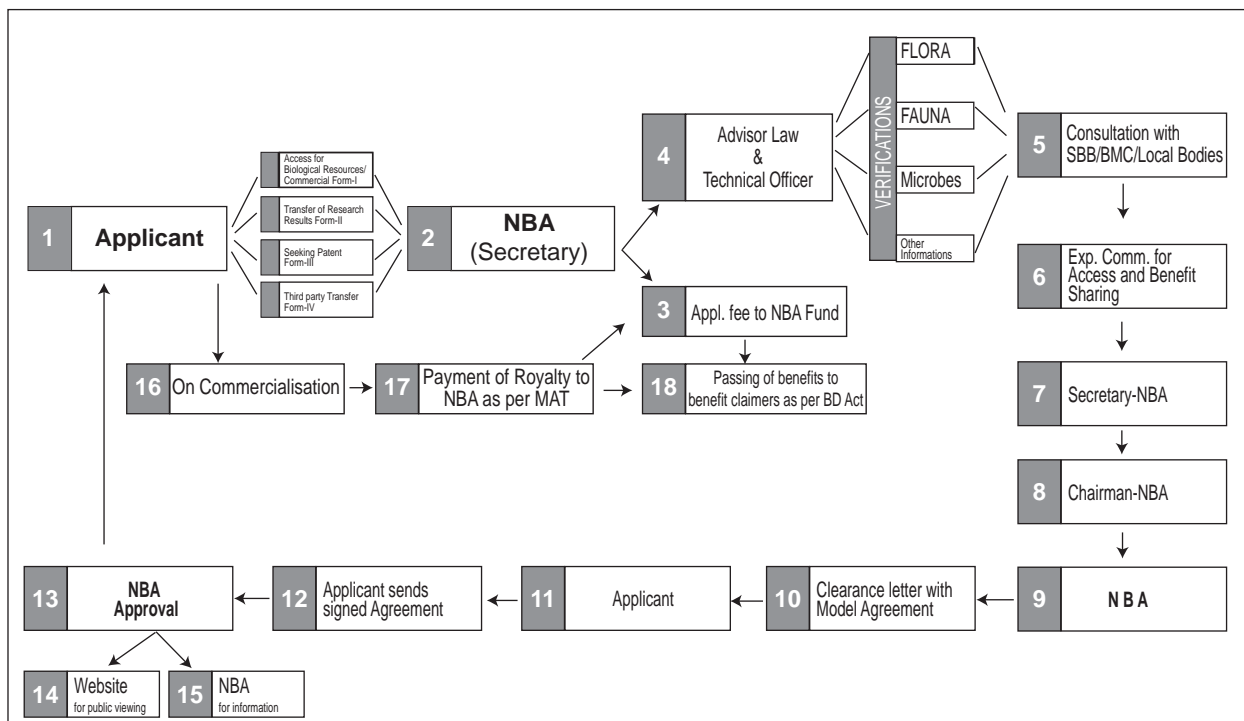 1
Applicant
Access for
Biological Resources/
Commercial Form-I
Transfer of Research
Results Form-II
Seeking Patent
Form-III
Third party Transfer
Form-IV
2
NBA
(Secretary)
3
Appl. fee to NBA Fund
4
Advisor Law
&
Technical Officer
VERIFICATIONS
FLORA
FAUNA
Microbes
Other
Informations
5
Consultation with
SBB/BMC/Local Bodies
6
Exp. Comm. for
Access and Benefit
Sharing
7
Secretary-NBA
8
Chairman-NBA
9
N B A
10
Clearance letter with
Model Agreement
11
Applicant
12
Applicant sends
signed Agreement
13
NBA
Approval
14
Website
for public viewing
15
NBA
for information
16
On Commercialisation
17
Payment of Royalty to
NBA as per MAT
18
Passing of benefits to
benefit claimers as per BD Act